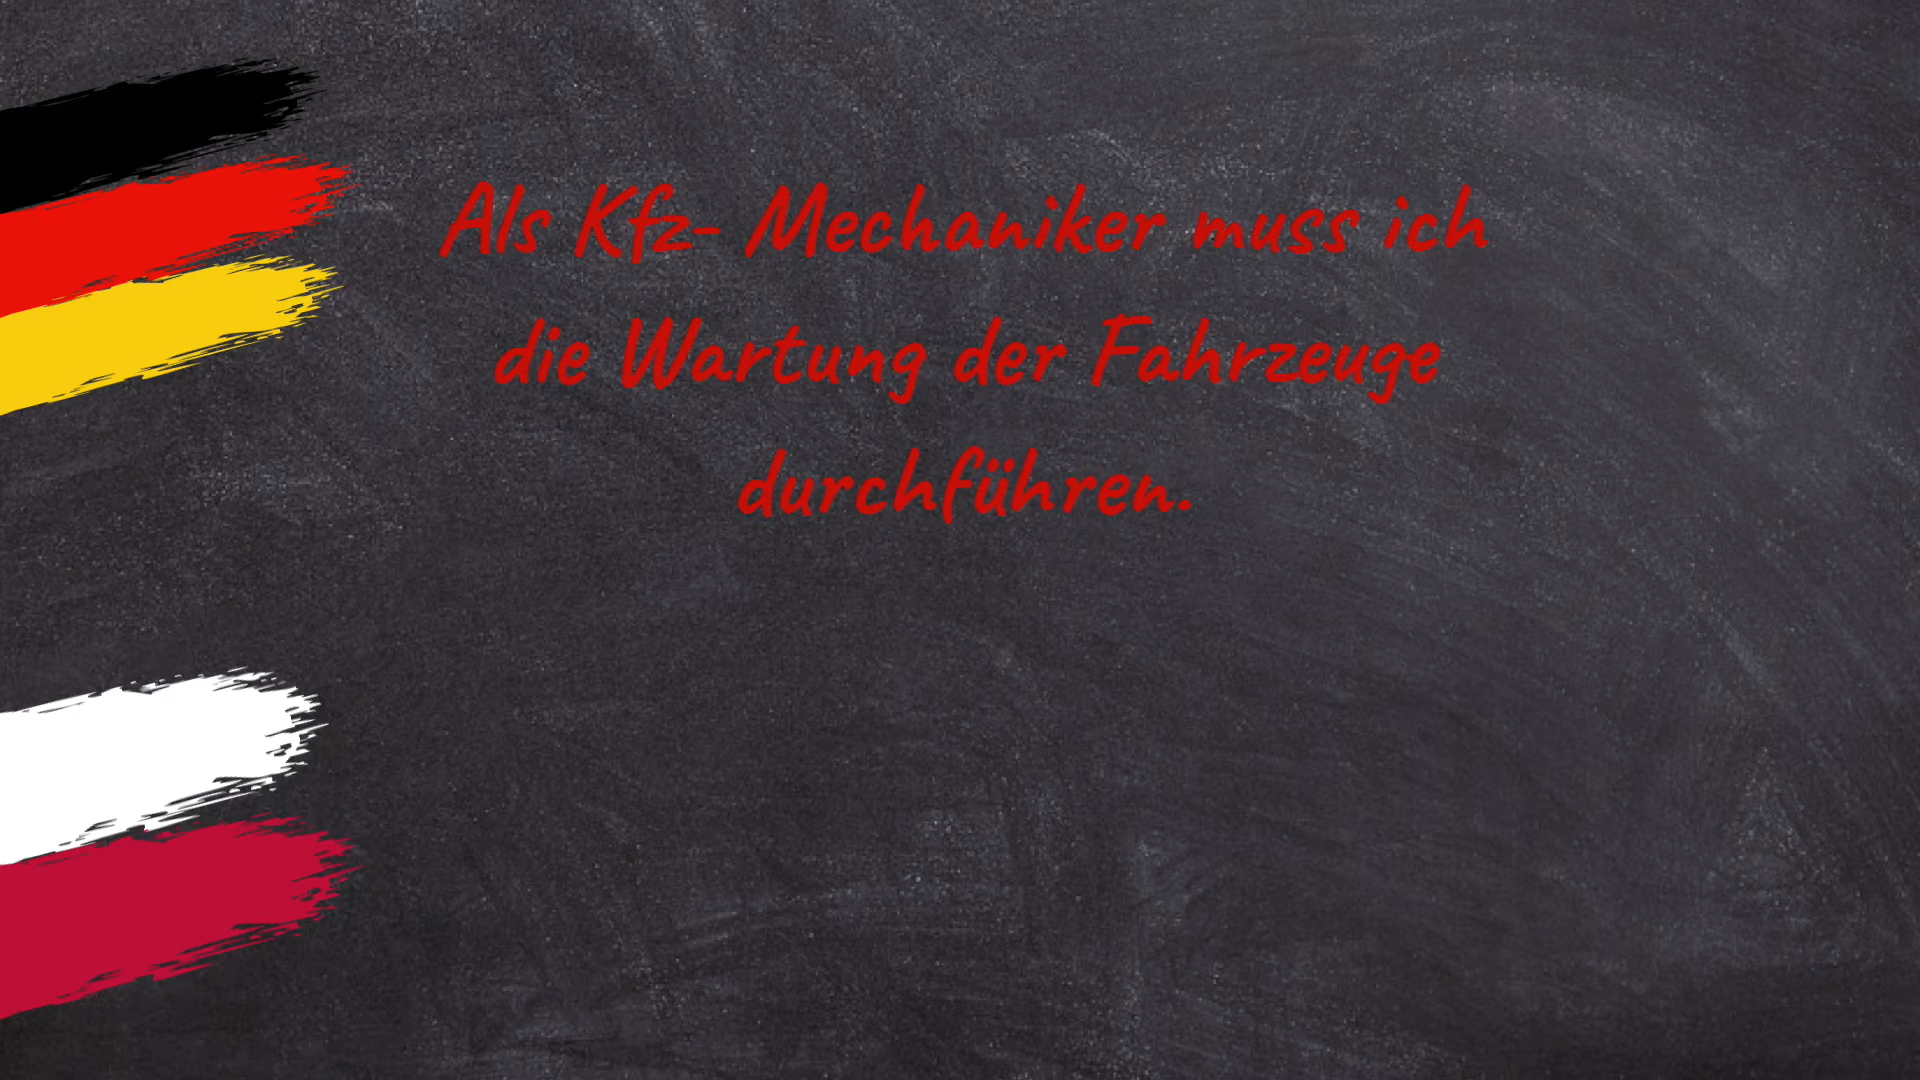 Als Kfz- Mechaniker muss ich
die Wartung der Fahrzeuge
durchführen.